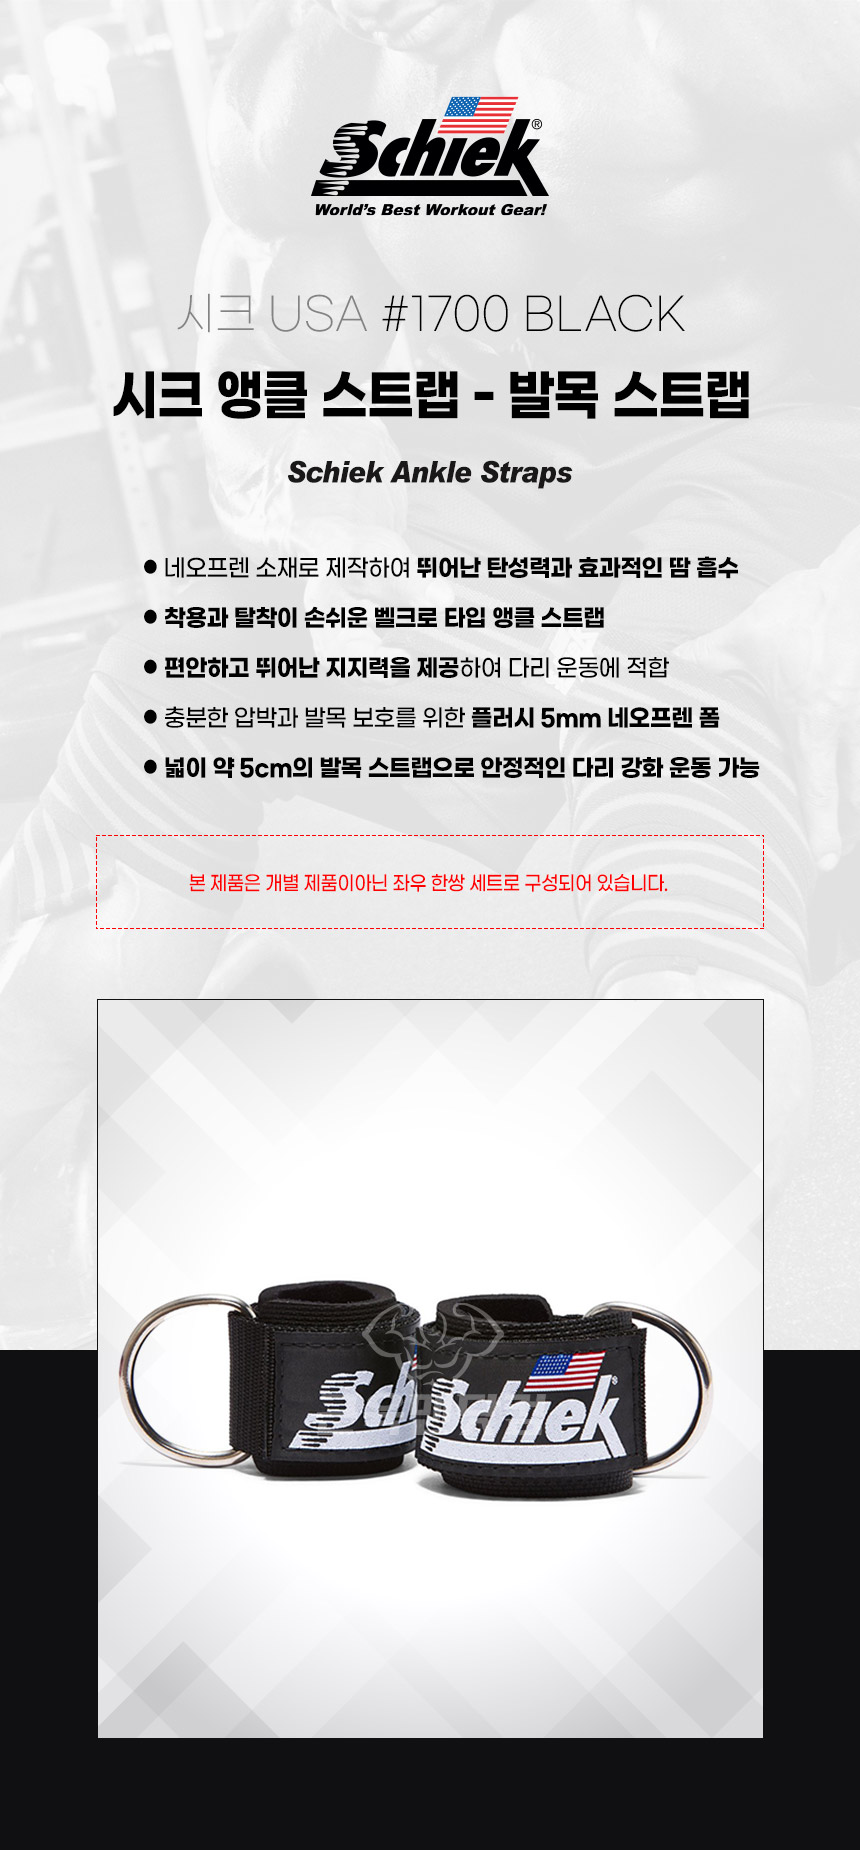 Schiek®
World's Best Workout Gear!
시크 USA #1700 BLACK
시크 앵클 스트랩 - 발목 스트랩
Schiek Ankle Straps
● 네오프렌 소재로 제작하여 뛰어난 탄성력과 효과적인 땀 흡수
● 착용과 탈착이 손쉬운 벨크로 타입 앵클 스트랩
● 편안하고 뛰어난 지지력을 제공하여 다리 운동에 적합
● 충분한 압박과 발목 보호를 위한 플러시 5mm 네오프렌 폼
● 넓이 약 5cm의 발목 스트랩으로 안정적인 다리 강화 운동 가능
본 제품은 개별 제품이아닌 좌우 한쌍 세트로 구성되어 있습니다.
Schi
Schiek